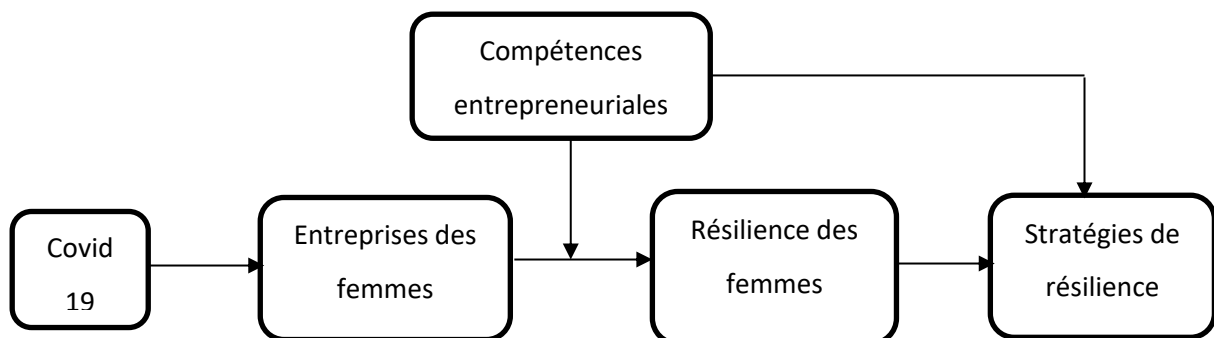 Compétences
entrepreneuriales
Covid
19
Entreprises des
femmes
Résilience des
femmes
Stratégies de
résilience